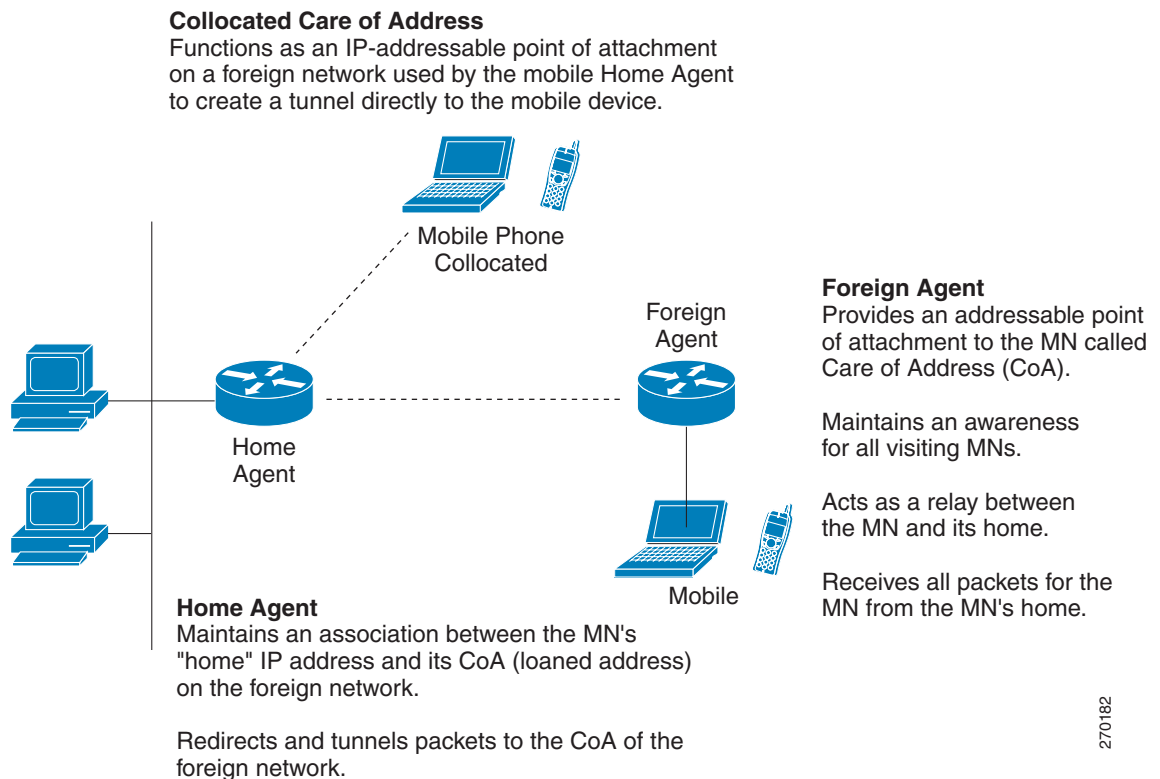 Collocated Care of Address
Functions as an IP-addressable point of attachment
on a foreign network used by the mobile Home Agent
to create a tunnel directly to the mobile device.
Mobile Phone
Collocated
Foreign
Agent
Home
Agent
Mobile
Foreign Agent
Provides an addressable point
of attachment to the MN called
Care of Address (CoA).
Maintains an awareness
for all visiting MNs.
Acts as a relay between
the MN and its home.
Receives all packets for the
MN from the MN's home.
Home Agent
Maintains an association between the MN's
"home" IP address and its CoA (loaned address)
on the foreign network.
Redirects and tunnels packets to the CoA of the
foreign network.
270182